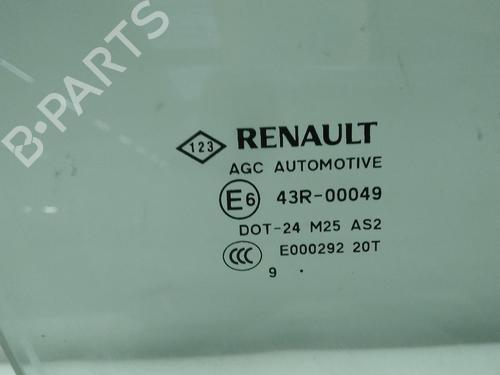 B-PARTS
123 RENAULT
AGC AUTOMOTIVE
E6 43R-00049
DOT-24 M25 AS2
CCC E000292 20T
9 .